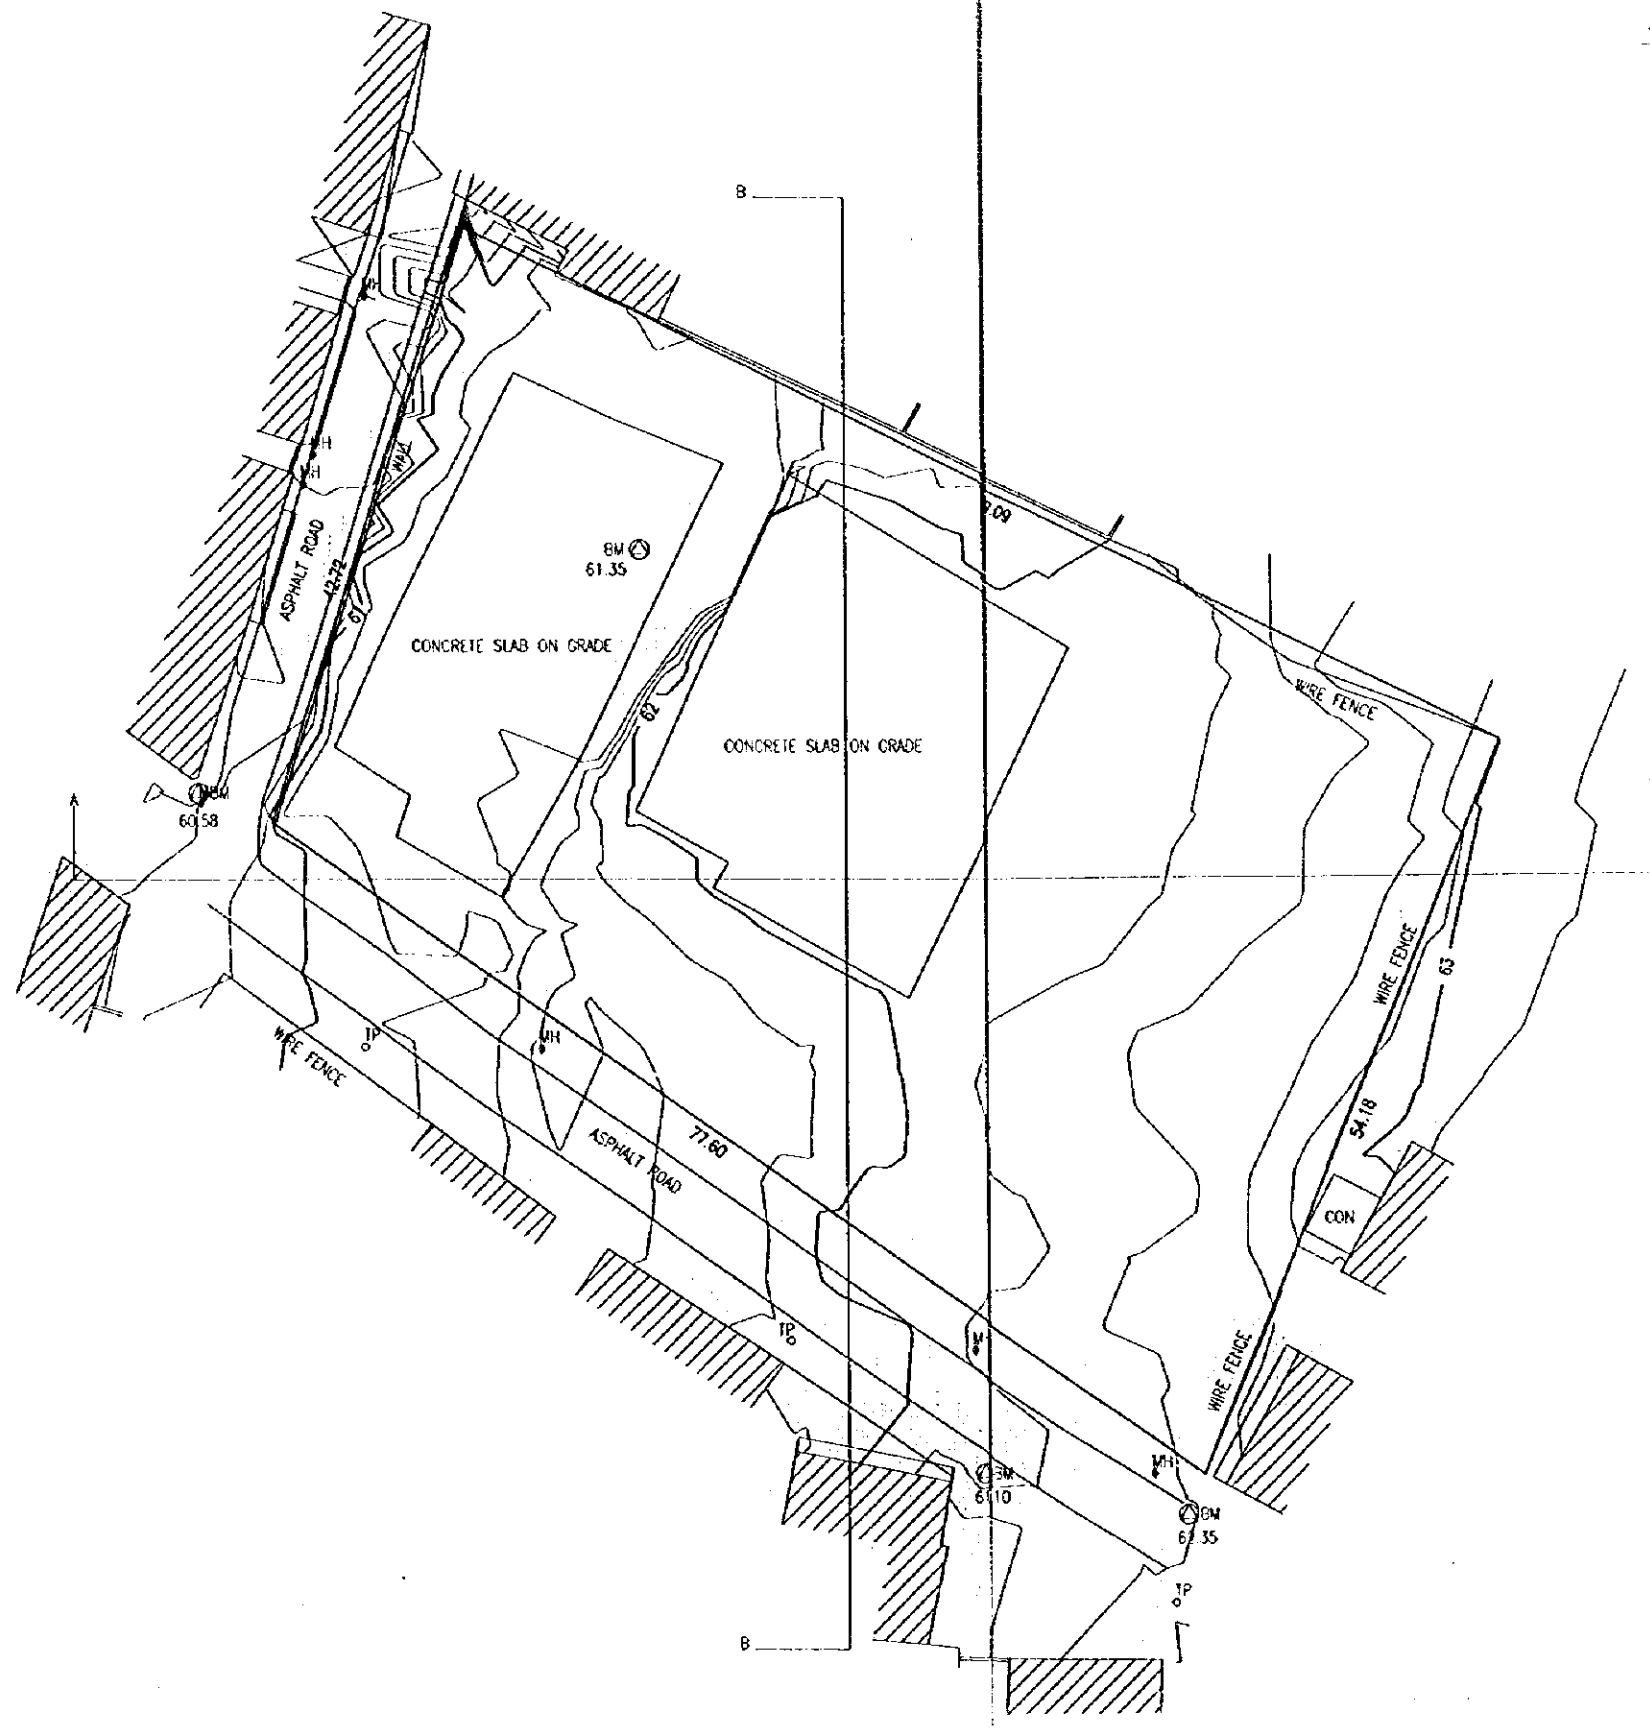 B
MH
MH
MH
WALL
9.09
BM
61.35
ASPHALT ROAD
42.72
61
CONCRETE SLAB ON GRADE
62
WIRE FENCE
CONCRETE SLAB ON GRADE
A
BM
60.58
WIRE FENCE
63
TP
MH
WIRE FENCE
77.60
54.18
ASPHALT ROAD
CON
TP
M
WIRE FENCE
MH
BM
61.10
BM
62.35
TP
B